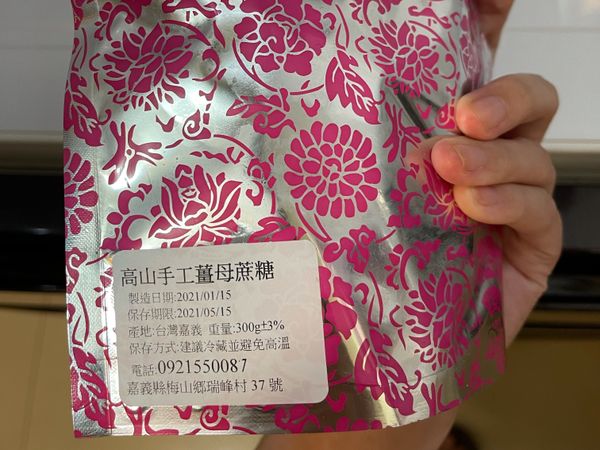 高山手工薑母蔗糖
製造日期:2021/01/15
保存期限:2021/05/15
產地:台灣嘉義 重量:300g±3%
保存方式:建議冷藏並避免高溫
電話:0921550087
嘉義縣梅山鄉瑞峰村 37 號